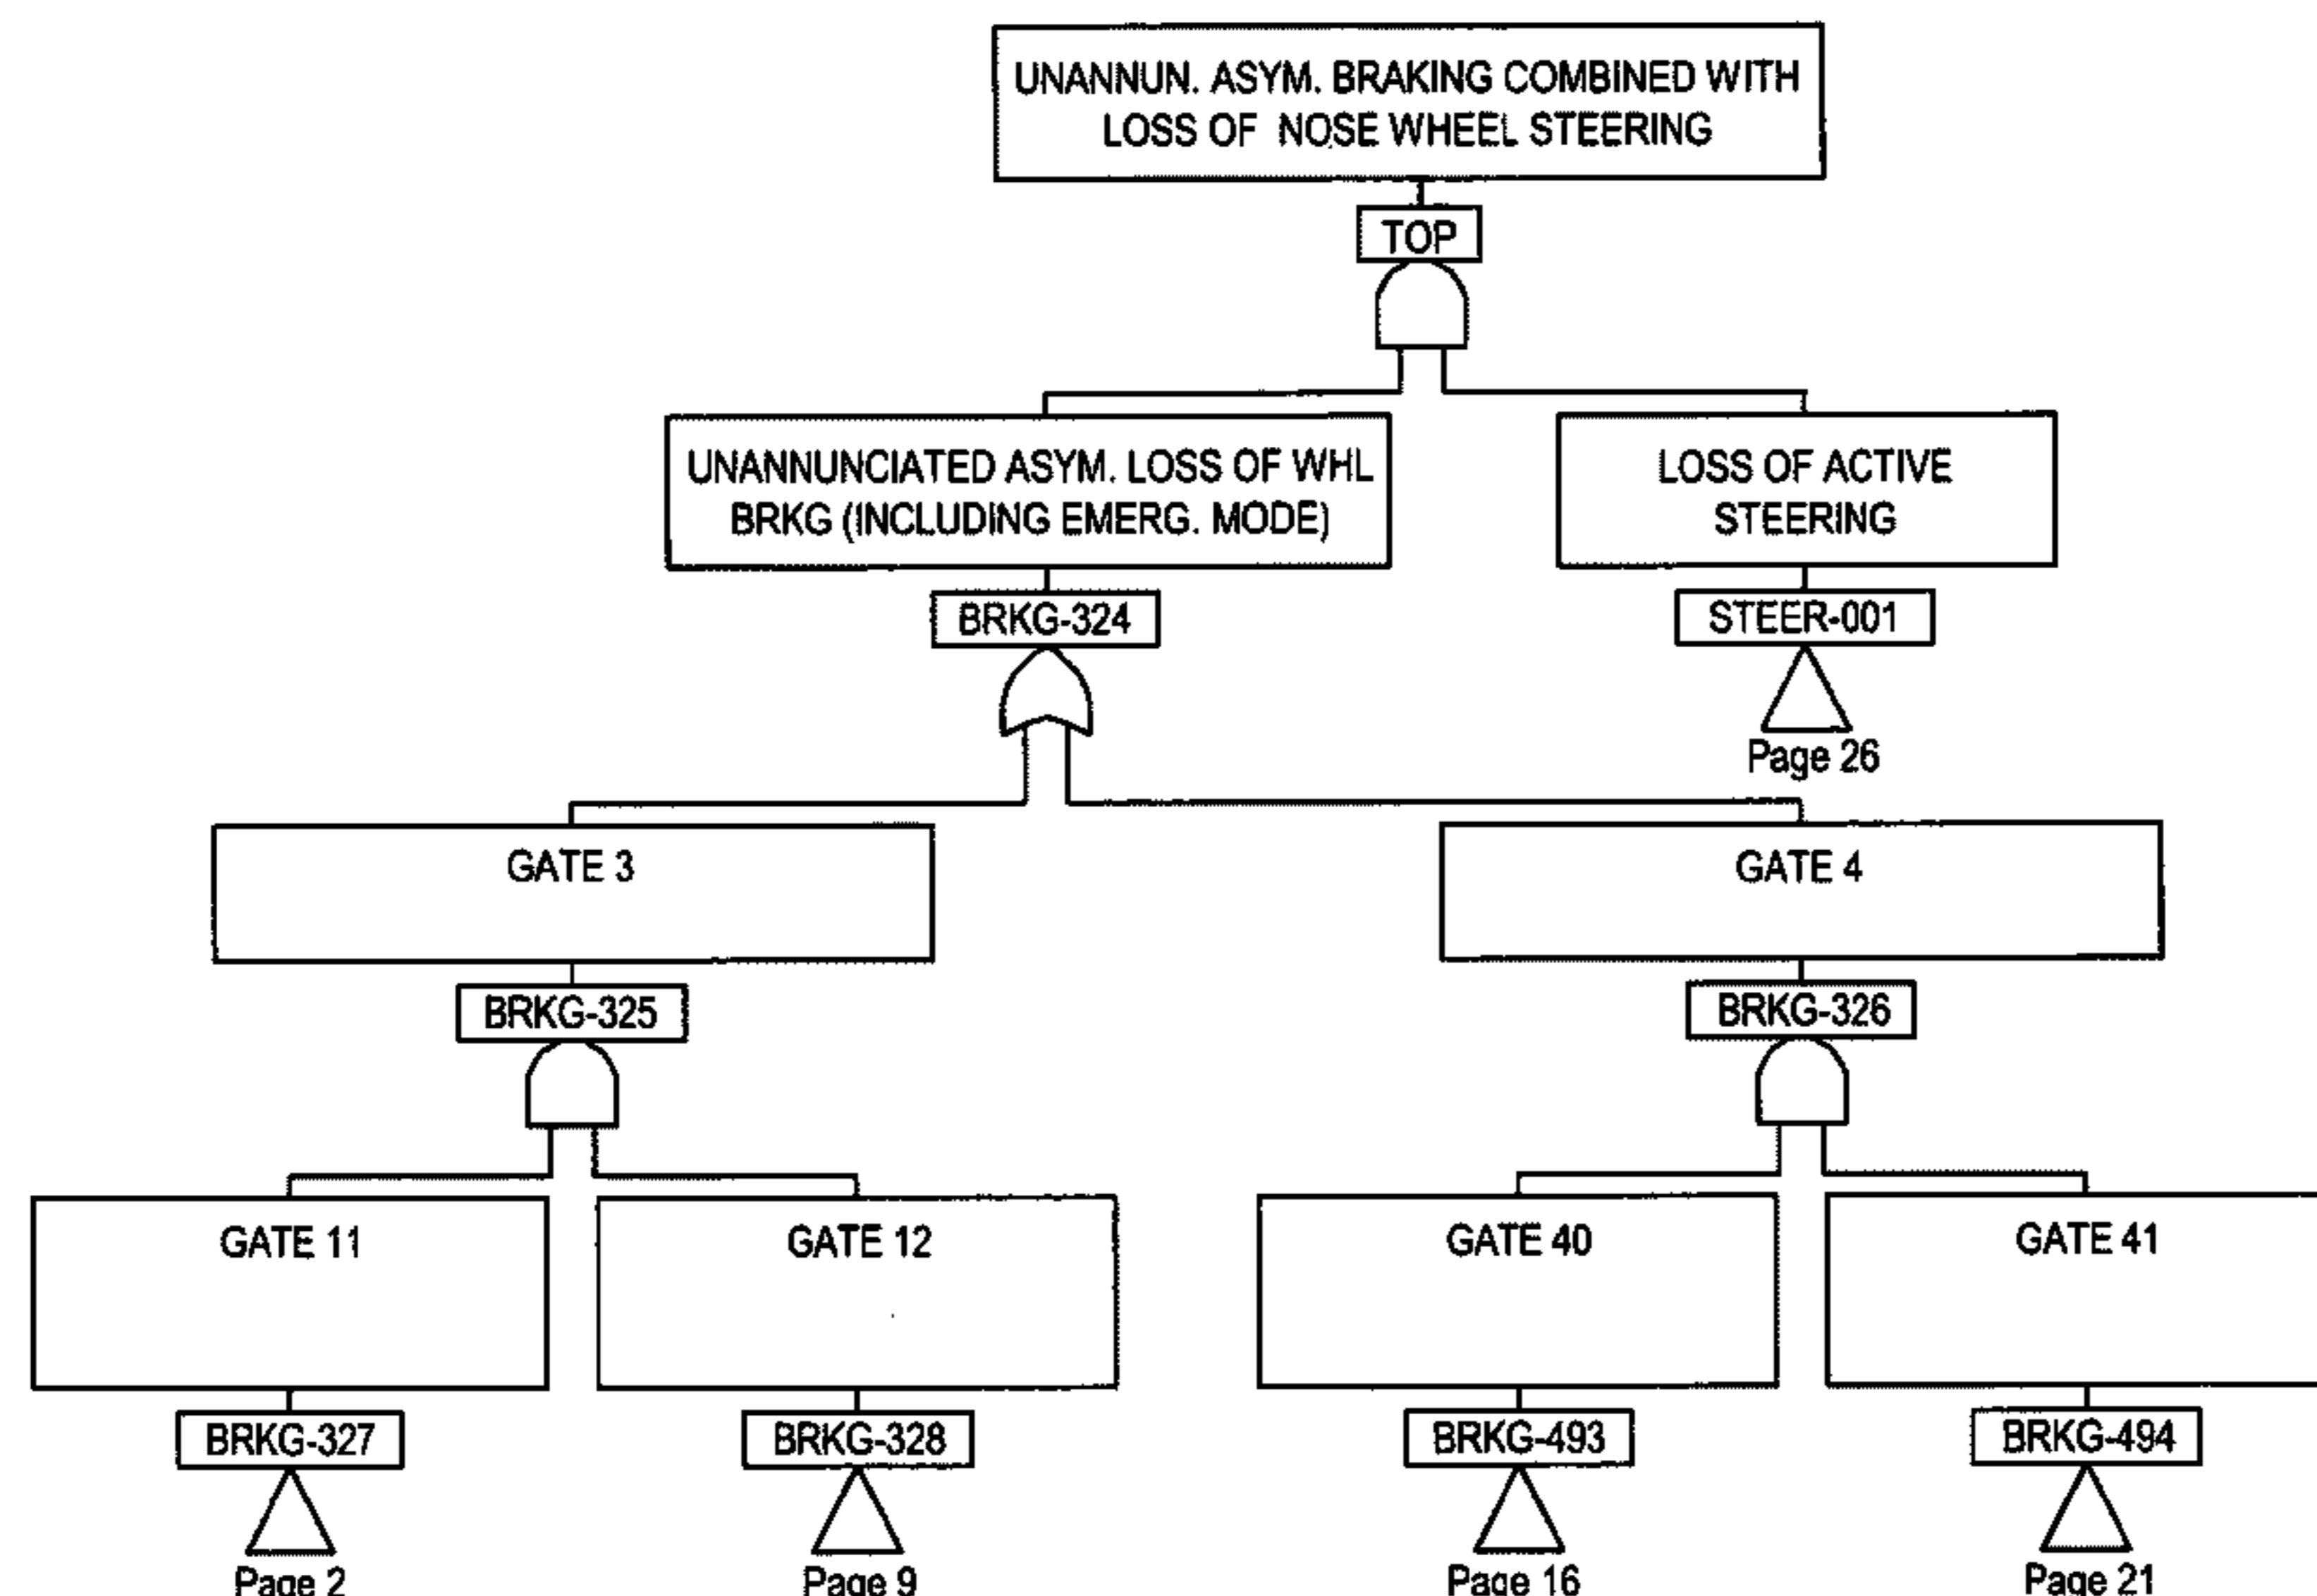 UNANNUN. ASYM. BRAKING COMBINED WITH
LOSS OF NOSE WHEEL STEERING
TOP
UNANNUNCIATED ASYM. LOSS OF WHL
BRKG (INCLUDING EMERG. MODE)
LOSS OF ACTIVE
STEERING
BRKG-324
STEER-001
Page 26
GATE 3
GATE 4
BRKG-325
BRKG-326
GATE 11
GATE 12
GATE 40
GATE 41
BRKG-327
BRKG-328
BRKG-493
BRKG-494
Page 2
Page 9
Page 16
Page 21